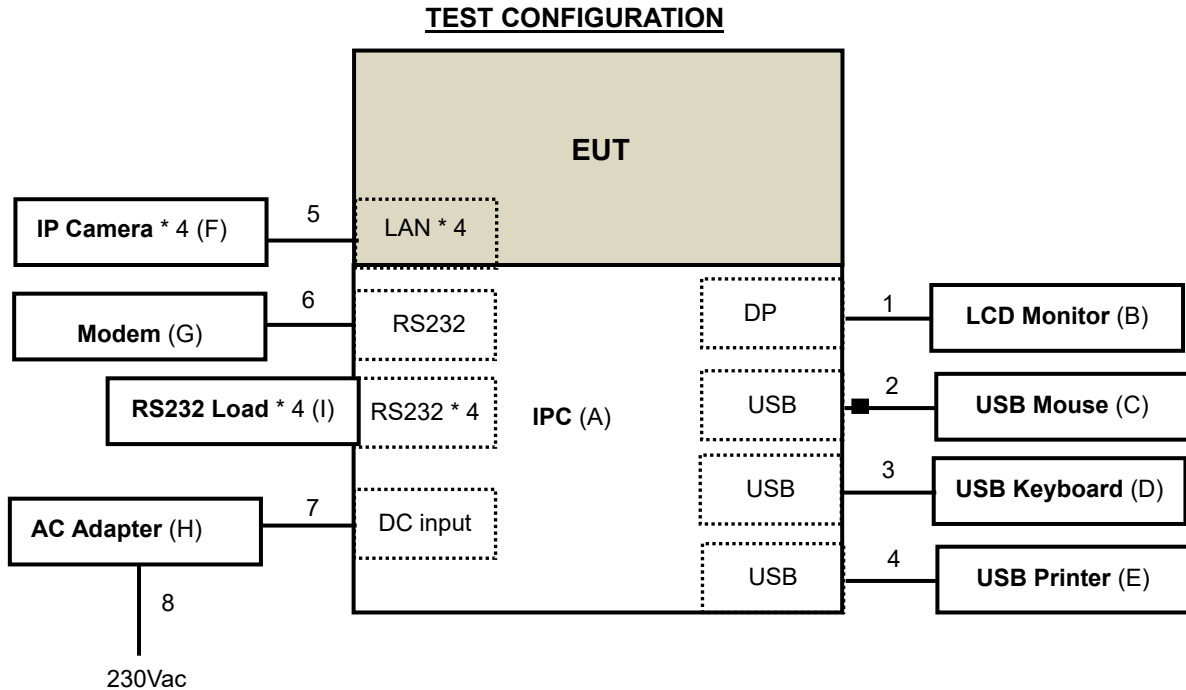 TEST CONFIGURATION
EUT
IP Camera * 4 (F)
5
LAN * 4
Modem (G)
6
RS232
RS232 Load * 4 (I)
RS232 * 4
IPC (A)
AC Adapter (H)
7
DC input
8
230Vac
DP
1
LCD Monitor (B)
USB
2
USB Mouse (C)
USB
3
USB Keyboard (D)
USB
4
USB Printer (E)